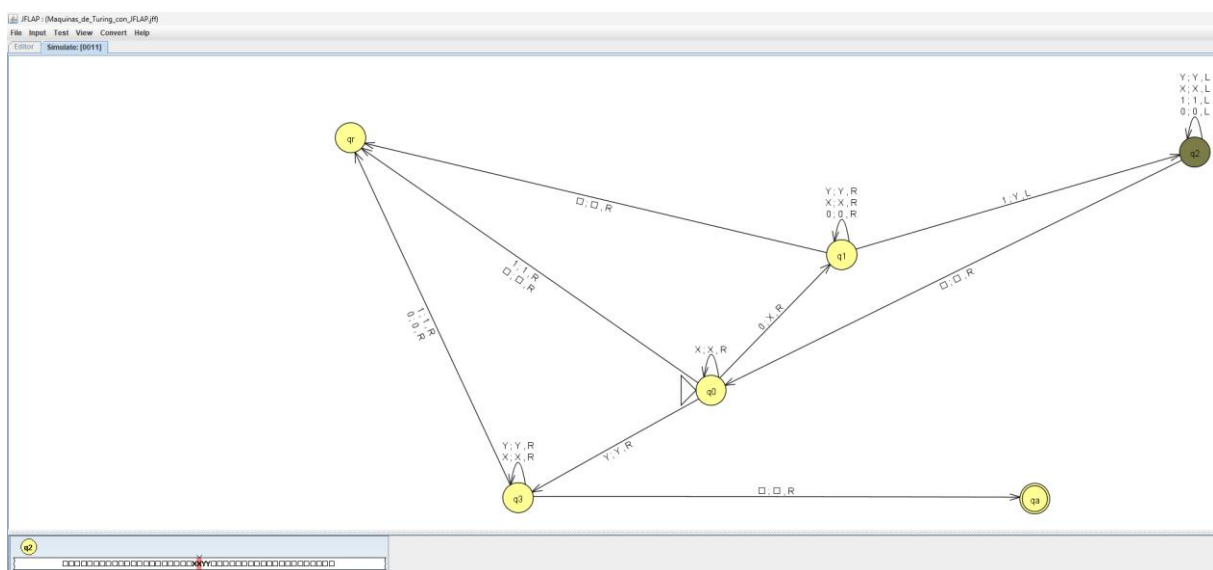 JFLAP : (Maquinas_de_Turing_con_JFLAP.jff)
File Input Test View Convert Help
Editor Simulate: [0011]
Y ; Y , L
X ; X , L
1 ; 1 , L
0 ; 0 , L
qr
q2
Y ; Y , R
X ; X , R
0 ; 0 , R
□ ; □ , R
1 ; Y , L
q1
1 ; 1 , R
□ ; □ , R
□ ; □ , R
1 ; 1 , R
0 ; 0 , R
0 ; X , R
X ; X , R
q0
Y ; Y , R
X ; X , R
Y ; Y , R
□ ; □ , R
q3
qa
q2
XXYY